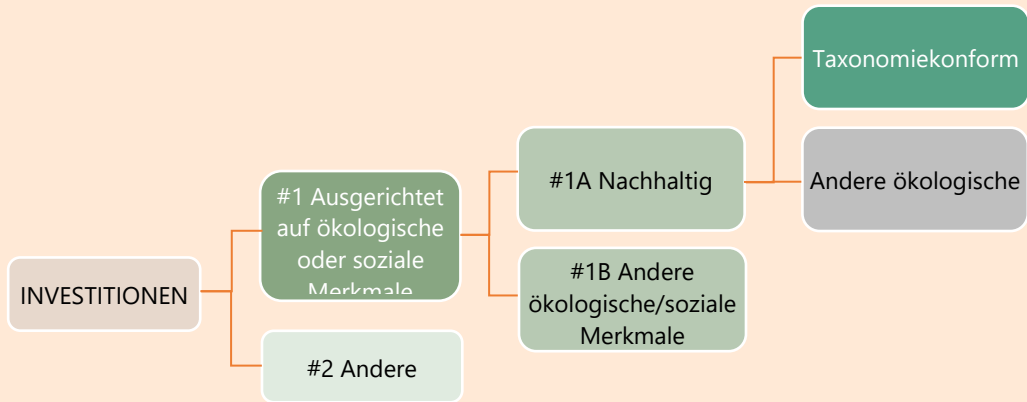 Taxonomiekonform
Andere ökologische
#1A Nachhaltig
#1 Ausgerichtet
auf ökologische
oder soziale
Merkmale
#1B Andere
ökologische/soziale
Merkmale
INVESTITIONEN
#2 Andere